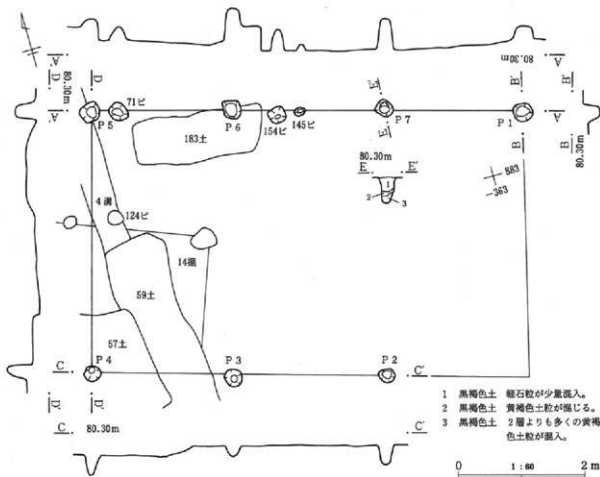 A'
80.30m
A
D
D'
80.30m
71ピ
E'
80.30m
B'
B'
A'
A'
A
P 5
P 6
154ピ
145ピ
P 7
P 1
183土
E
B
B
80.30m
80.30m
E
E'
883
-363
1
2
3
4溝
124ピ
14掘
59土
57土
C
P 4
P 3
P 2
C'
D'
D'
C
80.30m
C'
1 黒褐色土 軽石粒が少量混入。
2 黒褐色土 黄褐色土粒が混じる。
3 黒褐色土 2層よりも多くの黄褐
色土粒が混入。
0 1:60 2 m